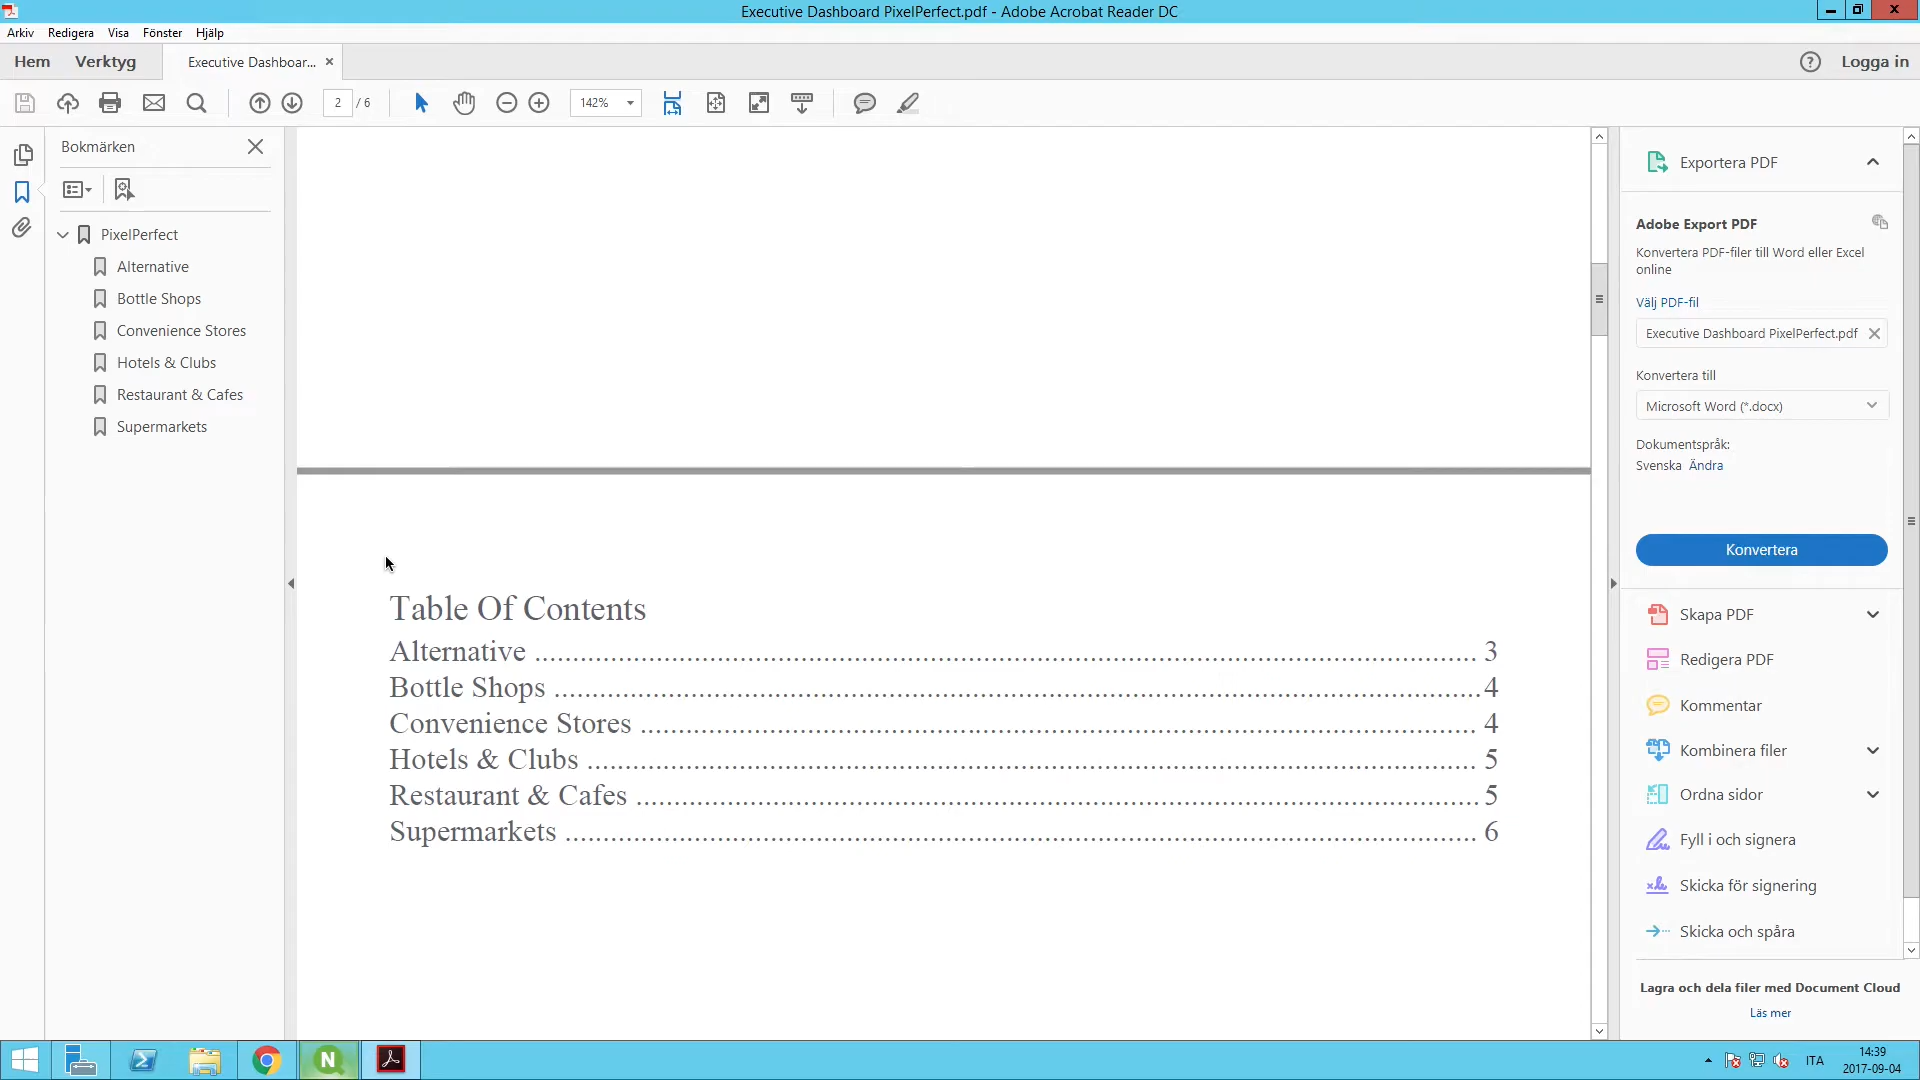 Executive Dashboard PixelPerfect.pdf - Adobe Acrobat Reader DC
Arkiv Redigera Visa Fönster Hjälp
Hem Verktyg Executive Dashboar... Logga in
2 / 6 142%
Bokmärken
PixelPerfect
Alternative
Bottle Shops
Convenience Stores
Hotels & Clubs
Restaurant & Cafes
Supermarkets
Table Of Contents
Alternative ........................................ 3
Bottle Shops ........................................ 4
Convenience Stores ........................................ 4
Hotels & Clubs ........................................ 5
Restaurant & Cafes ........................................ 5
Supermarkets ........................................ 6
Exportera PDF
Adobe Export PDF
Konvertera PDF-filer till Word eller Excel
online
Välj PDF-fil
Executive Dashboard PixelPerfect.pdf
Konvertera till
Microsoft Word (*.docx)
Dokumentspråk:
Svenska Ändra
Konvertera
Skapa PDF
Redigera PDF
Kommentar
Kombinera filer
Ordna sidor
Fyll i och signera
Skicka för signering
Skicka och spåra
Lagra och dela filer med Document Cloud
Läs mer
ITA
14:39
2017-09-04